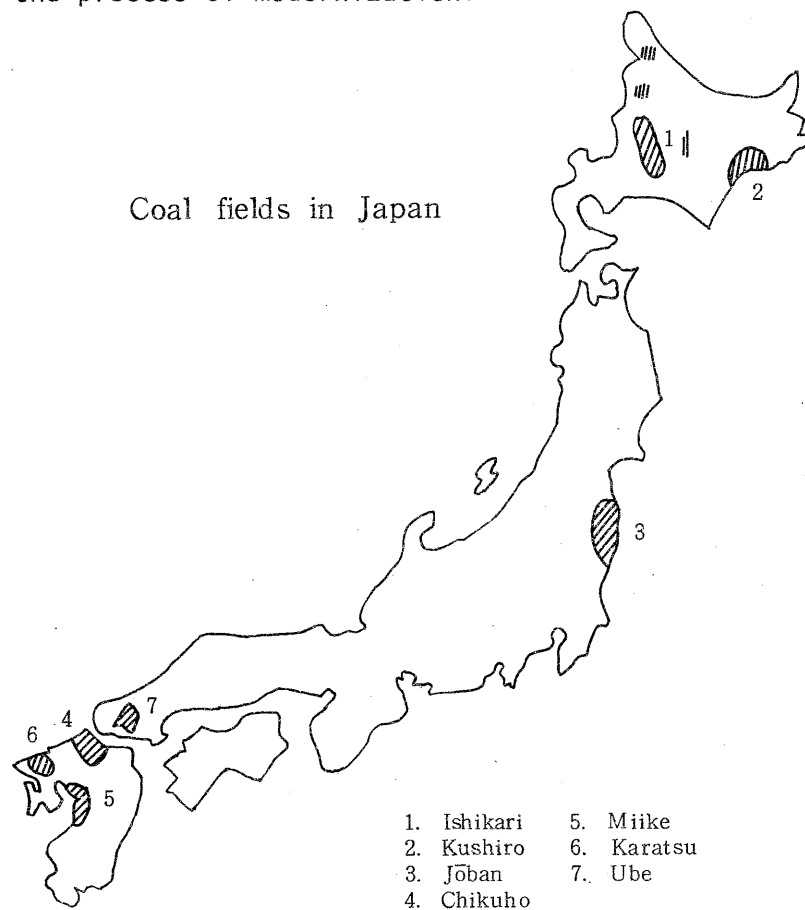 the process of modernization.
Coal fields in Japan
1
2
3
7
4
6
5
1. Ishikari
2. Kushiro
3. Jōban
4. Chikuho
5. Miike
6. Karatsu
7. Ube